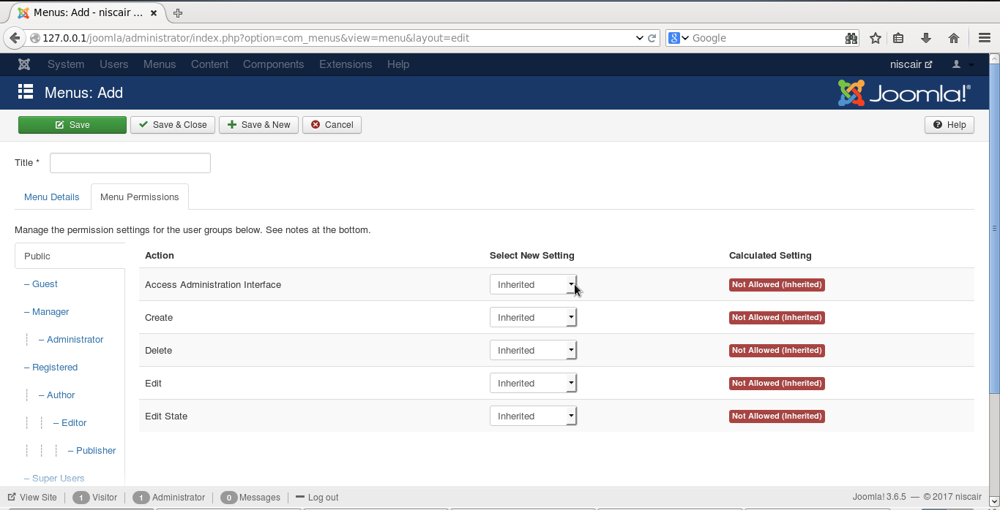 Menus: Add - niscair ...
127.0.0.1/joomla/administrator/index.php?option=com_menus&view=menu&layout=edit
8 Google
System Users Menus Content Components Extensions Help niscair
Menus: Add Joomla!®
Save Save & Close Save & New Cancel Help
Title *
Menu Details Menu Permissions
Manage the permission settings for the user groups below. See notes at the bottom.
Public Action Select New Setting Calculated Setting
– Guest Access Administration Interface Inherited Not Allowed (Inherited)
– Manager Create Inherited Not Allowed (Inherited)
– Administrator Delete Inherited Not Allowed (Inherited)
– Registered Edit Inherited Not Allowed (Inherited)
– Author Edit State Inherited Not Allowed (Inherited)
– Editor
– Publisher
– Super Users
View Site 1 Visitor 1 Administrator 0 Messages Log out Joomla! 3.6.5 — © 2017 niscair